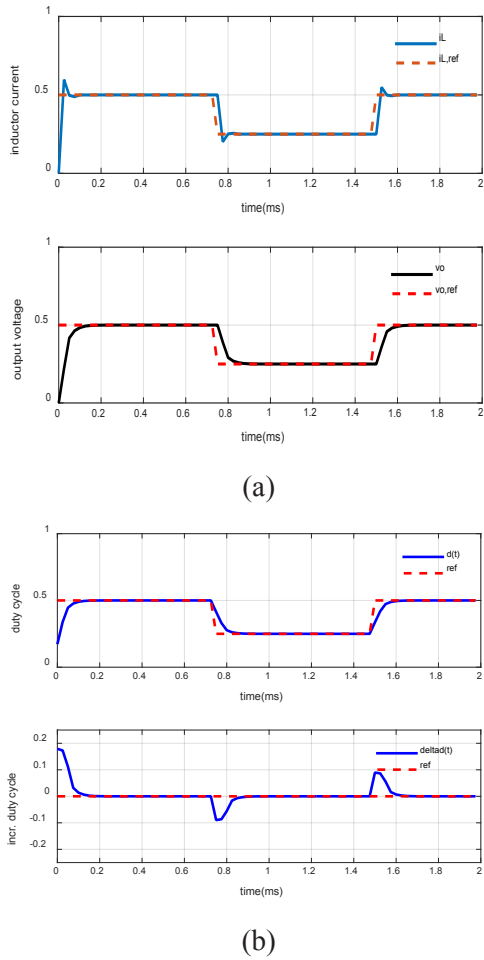 1
0.5
0
inductor current
iL
iL,ref
0 0.2 0.4 0.6 0.8 1 1.2 1.4 1.6 1.8 2
time(ms)
1
0.5
0
output voltage
vo
vo,ref
0 0.2 0.4 0.6 0.8 1 1.2 1.4 1.6 1.8 2
time(ms)
(a)
1
0.5
0
duty cycle
d(t)
ref
0 0.2 0.4 0.6 0.8 1 1.2 1.4 1.6 1.8 2
time(ms)
0.2
0.1
0
-0.1
-0.2
incr. duty cycle
deltad(t)
ref
0 0.2 0.4 0.6 0.8 1 1.2 1.4 1.6 1.8 2
time(ms)
(b)